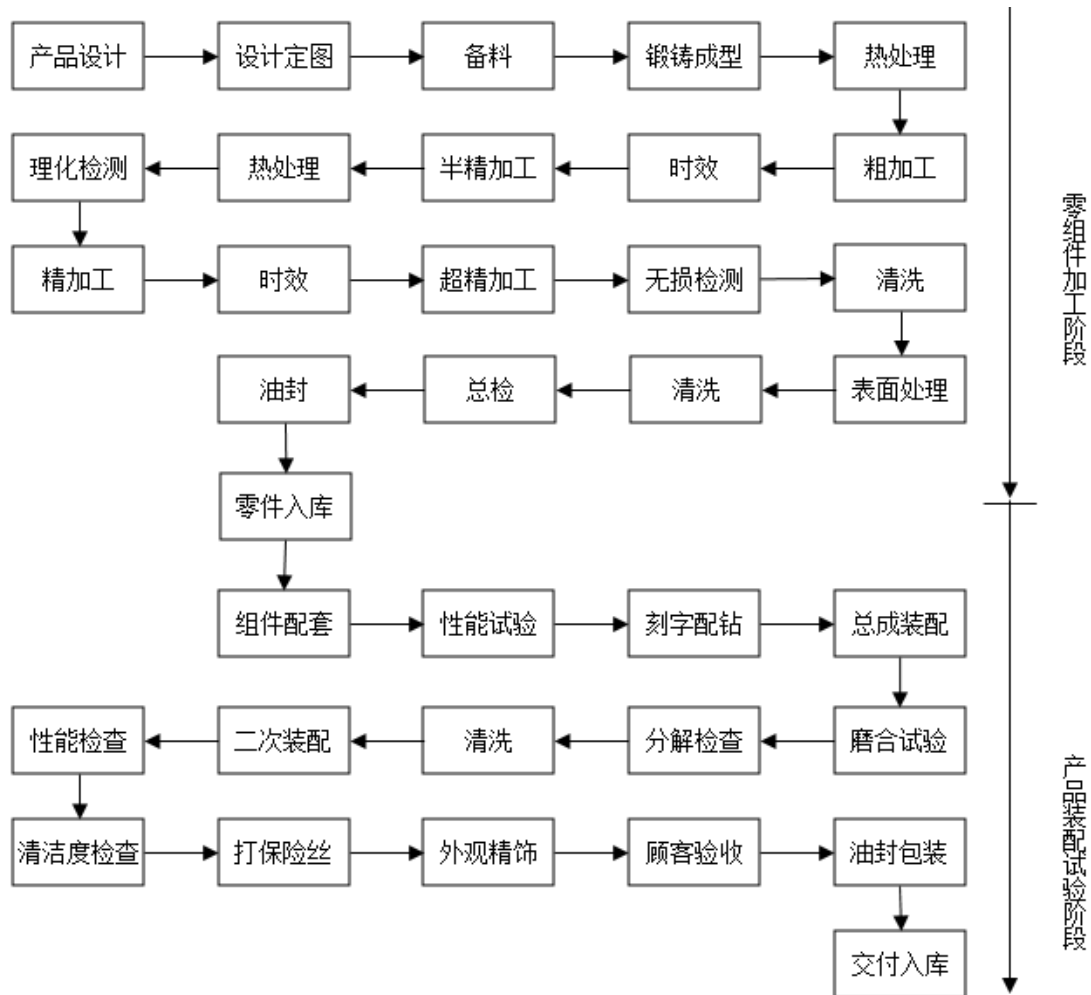 产品设计
设计定图
备料
锻铸成型
热处理
粗加工
时效
半精加工
热处理
理化检测
精加工
时效
超精加工
无损检测
清洗
表面处理
清洗
总检
油封
零件入库
零组件加工阶段
组件配套
性能试验
刻字配钻
总成装配
磨合试验
分解检查
清洗
二次装配
性能检查
清洁度检查
打保险丝
外观精饰
顾客验收
油封包装
交付入库
产品装配试验阶段